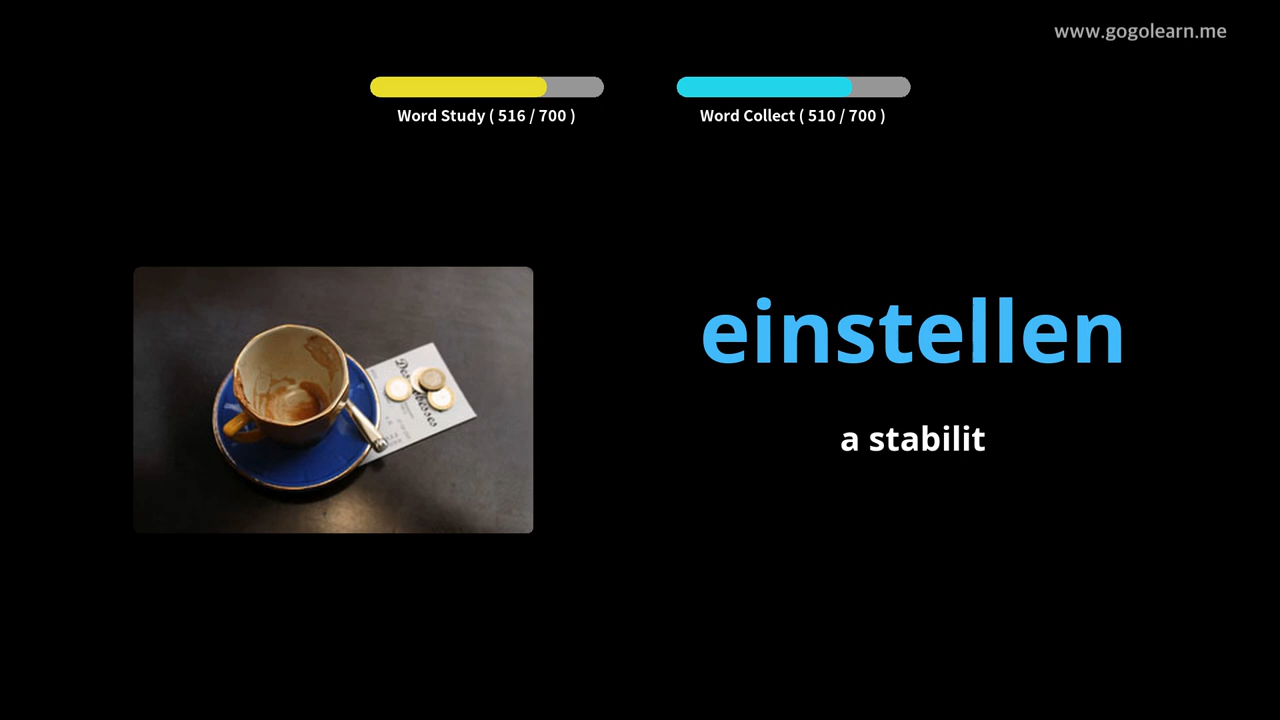 www.gogolearn.me
Word Study ( 516 / 700 )
Word Collect ( 510 / 700 )
einstellen
a stabilit